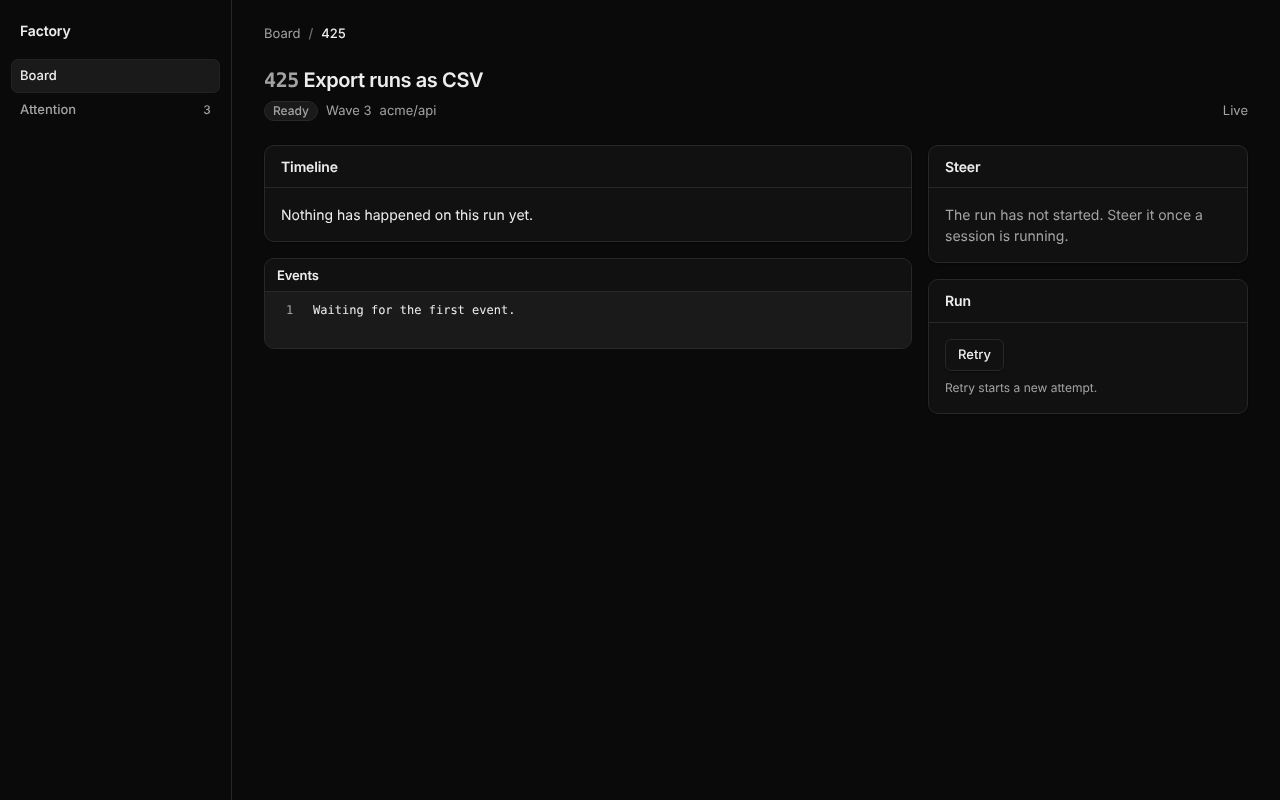 Factory
Board
Attention 3
Board / 425
425 Export runs as CSV
Ready Wave 3 acme/api Live
Timeline
Nothing has happened on this run yet.
Events
1 Waiting for the first event.
Steer
The run has not started. Steer it once a
session is running.
Run
Retry
Retry starts a new attempt.